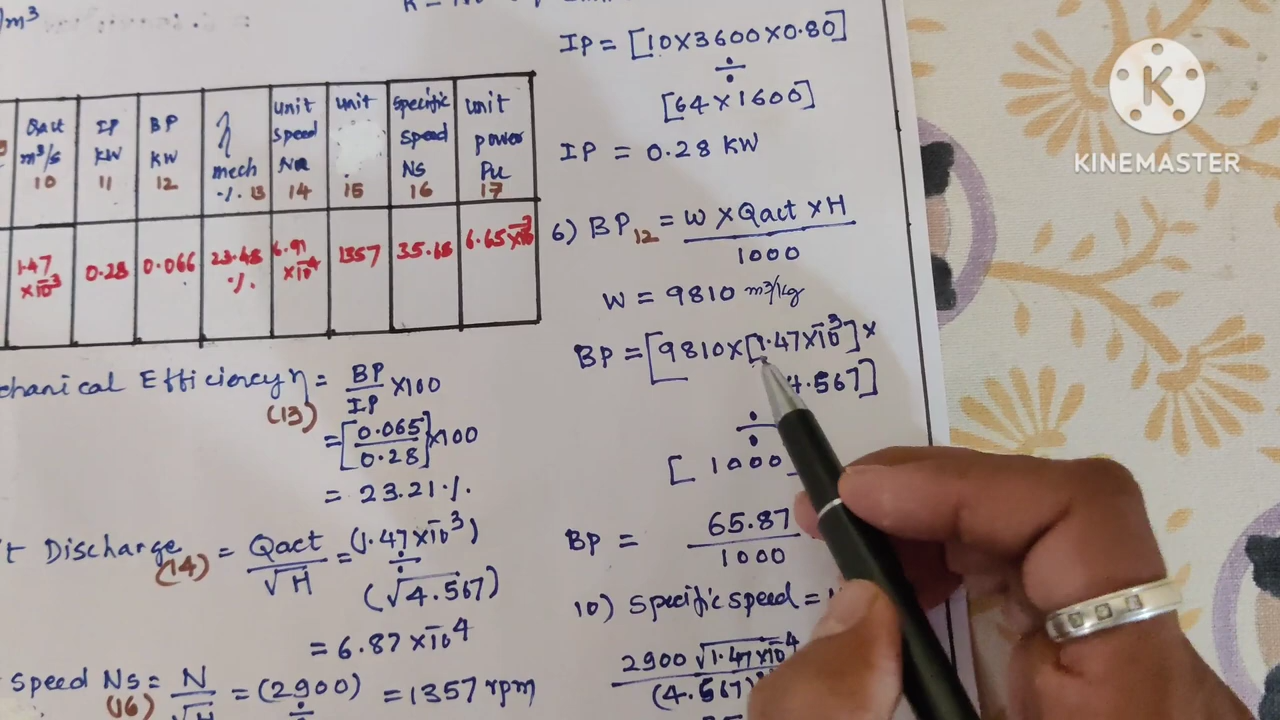 /m³
IP = [10×3600×0.80]
÷
[64 × 1600]
IP = 0.28 KW
KINEMASTER
Qact m³/s 10
IP KW 11
BP KW 12
η mech % 13
unit speed 14
unit 15
specific speed NS 16
unit power Pu 17
1.47 ×10̄³
0.28
0.066
23.48 %
6.91 ×10̄⁴
1357
35.68
6.65×10̄³
6) BP12 = W × Qact × H / 1000
W = 9810 m³/kg
BP = [9810×[1.47×10̄³]×
4.567]
÷
[1000
BP = 65.87 / 1000
chanical Efficiency η = BP/IP ×100
(13)
= [0.065/0.28]×100
= 23.21 %
t Discharge (14) = Qact/√H = (1.47×10̄³)
÷
(√4.567)
= 6.87×10̄⁴
speed Ns = N/√H = (2900) = 1357 rpm
(16)
÷
10) specific speed =
2900 √1.47×10̄⁴
(4.567)